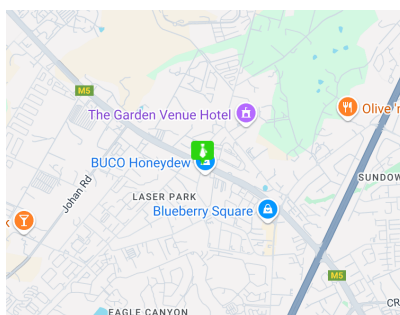 M5
The Garden Venue Hotel
Olive 'n
BUCO Honeydew
SUNDOW
Johan Rd
LASER PARK
Blueberry Square
k
M5
CR
EAGLE CANYON